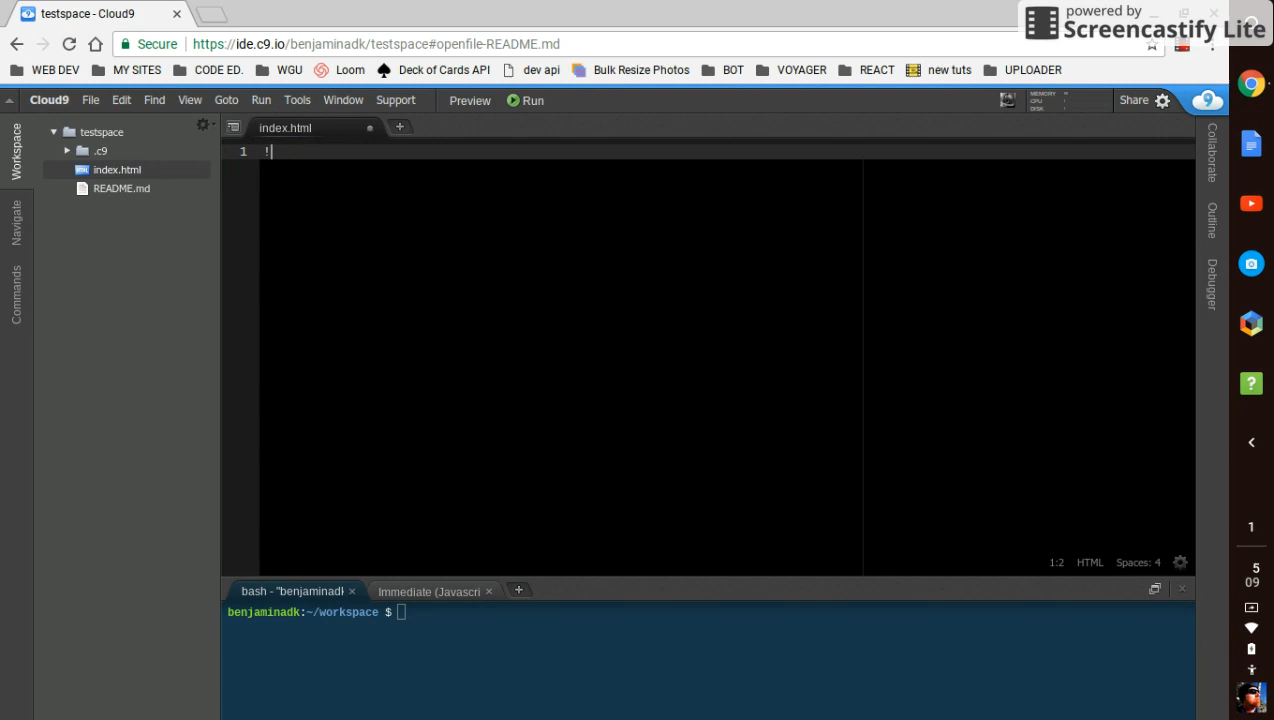 testspace - Cloud9
powered by
Screencastify Lite
Secure https://ide.c9.io/benjaminadk/testspace#openfile-README.md
WEB DEV MY SITES CODE ED. WGU Loom Deck of Cards API dev api Bulk Resize Photos BOT VOYAGER REACT new tuts UPLOADER
Cloud9 File Edit Find View Goto Run Tools Window Support Preview Run
MEMORY
CPU
DISK
Share
9
Workspace
Navigate
Commands
testspace
.c9
index.html
README.md
index.html
1 !
Collaborate
Outline
Debugger
1:2 HTML Spaces: 4
bash - "benjaminadk Immediate (Javascri
benjaminadk:~/workspace $
?
1
5
09